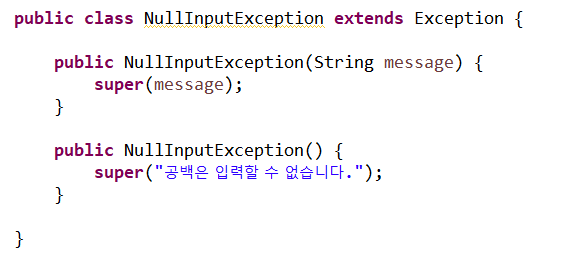 public class NullInputException extends Exception {
public NullInputException(String message) {
super(message);
}
public NullInputException() {
super("공백은 입력할 수 없습니다.");
}
}